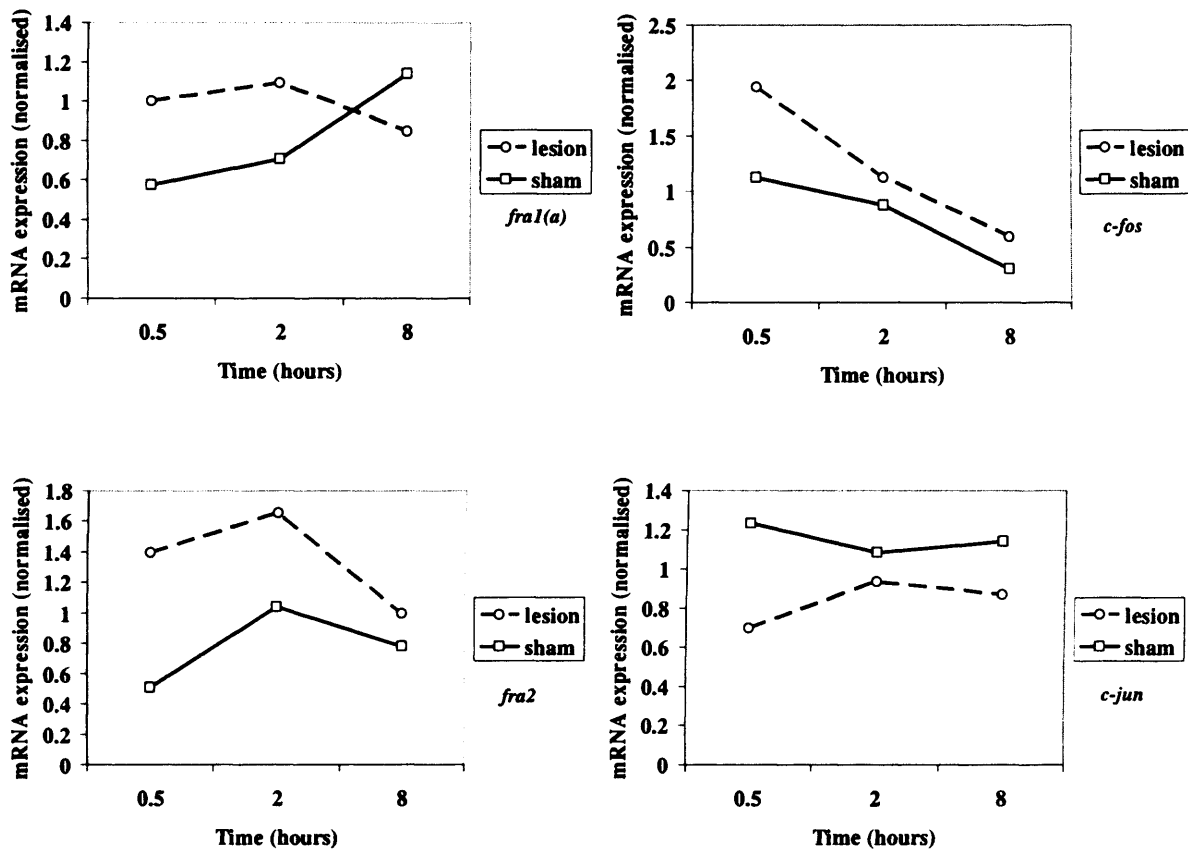 mRNA expression (normalised)
1.4
1.2
1
0.8
0.6
0.4
0.2
0
0.5 2 8
Time (hours)
lesion
sham
fra1(a)
mRNA expression (normalised)
2.5
2
1.5
1
0.5
0
0.5 2 8
Time (hours)
lesion
sham
c-fos
mRNA expression (normalised)
1.8
1.6
1.4
1.2
1
0.8
0.6
0.4
0.2
0
0.5 2 8
Time (hours)
lesion
sham
fra2
mRNA expression (normalised)
1.4
1.2
1
0.8
0.6
0.4
0.2
0
0.5 2 8
Time (hours)
lesion
sham
c-jun